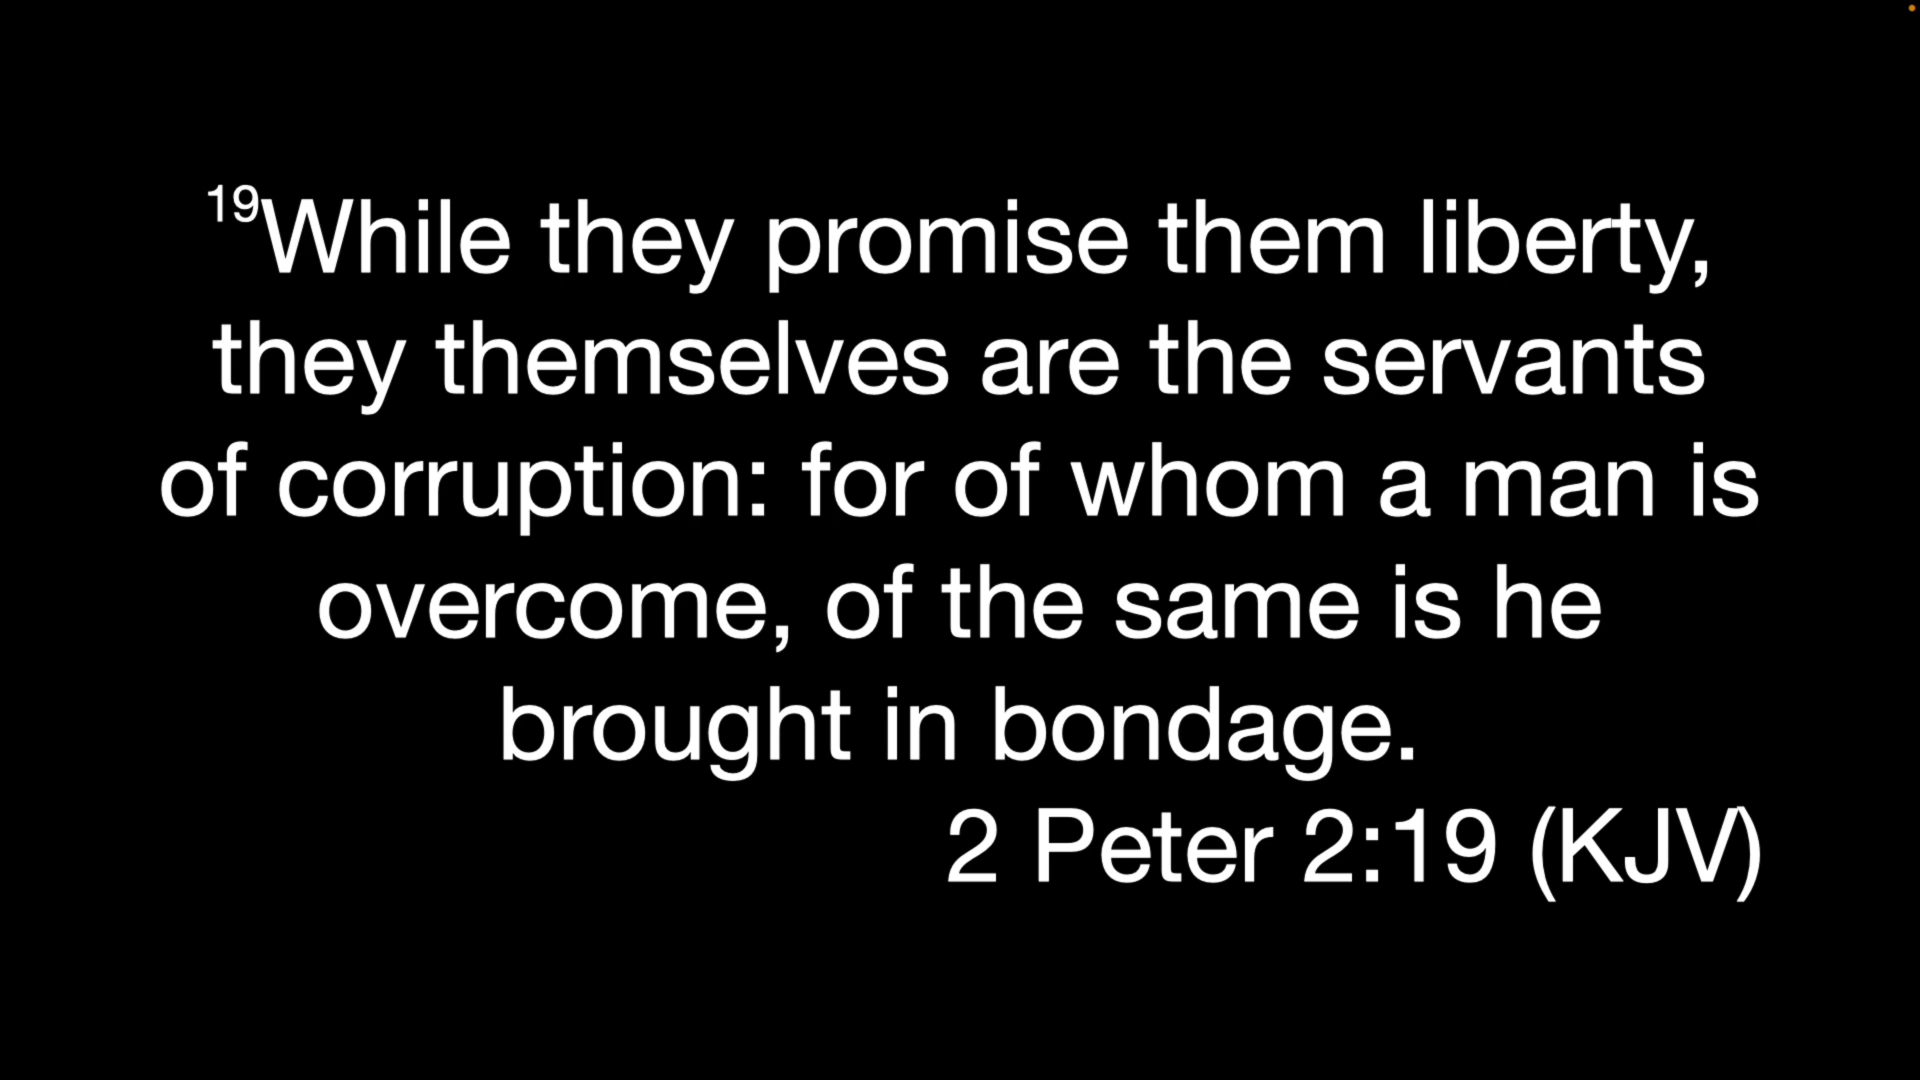 19While they promise them liberty,
they themselves are the servants
of corruption: for of whom a man is
overcome, of the same is he
brought in bondage.
2 Peter 2:19 (KJV)